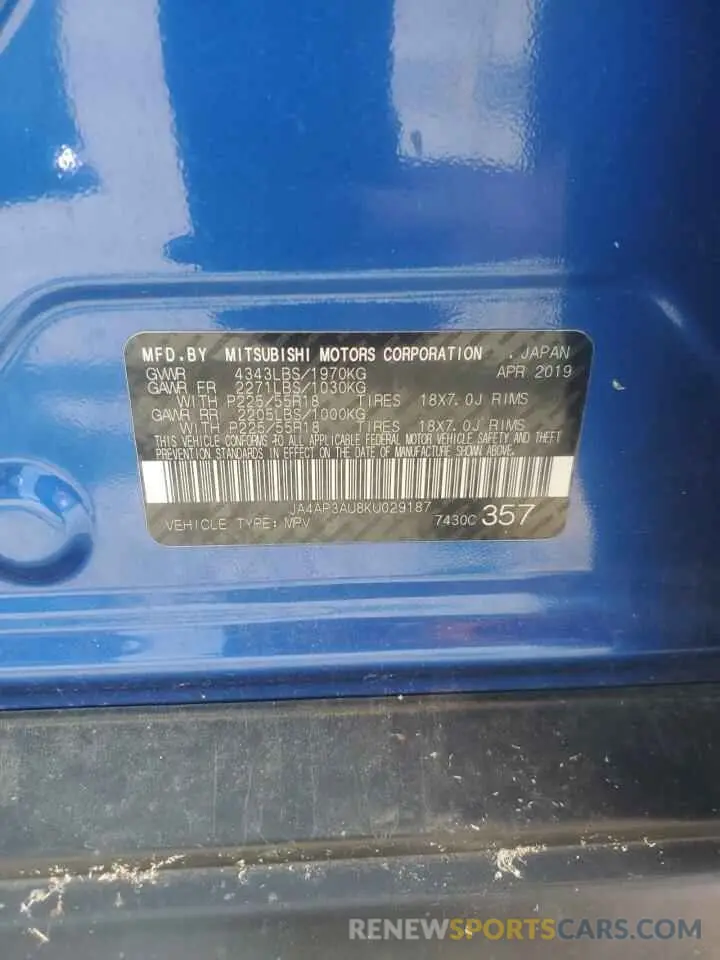 MFD.BY MITSUBISHI MOTORS CORPORATION , JAPAN
GVWR 4343LBS/1970KG APR 2019
GAWR FR 2271LBS/1030KG
WITH P225/55R18 TIRES 18X7.0J RIMS
GAWR RR 2205LBS/1000KG
WITH P225/55R18 TIRES 18X7.0J RIMS
THIS VEHICLE CONFORMS TO ALL APPLICABLE FEDERAL MOTOR VEHICLE SAFETY AND THEFT
PREVENTION STANDARDS IN EFFECT ON THE DATE OF MANUFACTURE SHOWN ABOVE.
JA4AP3AU8KU029187
VEHICLE TYPE: MPV 7430C 357
RENEWSPORTSCARS.COM